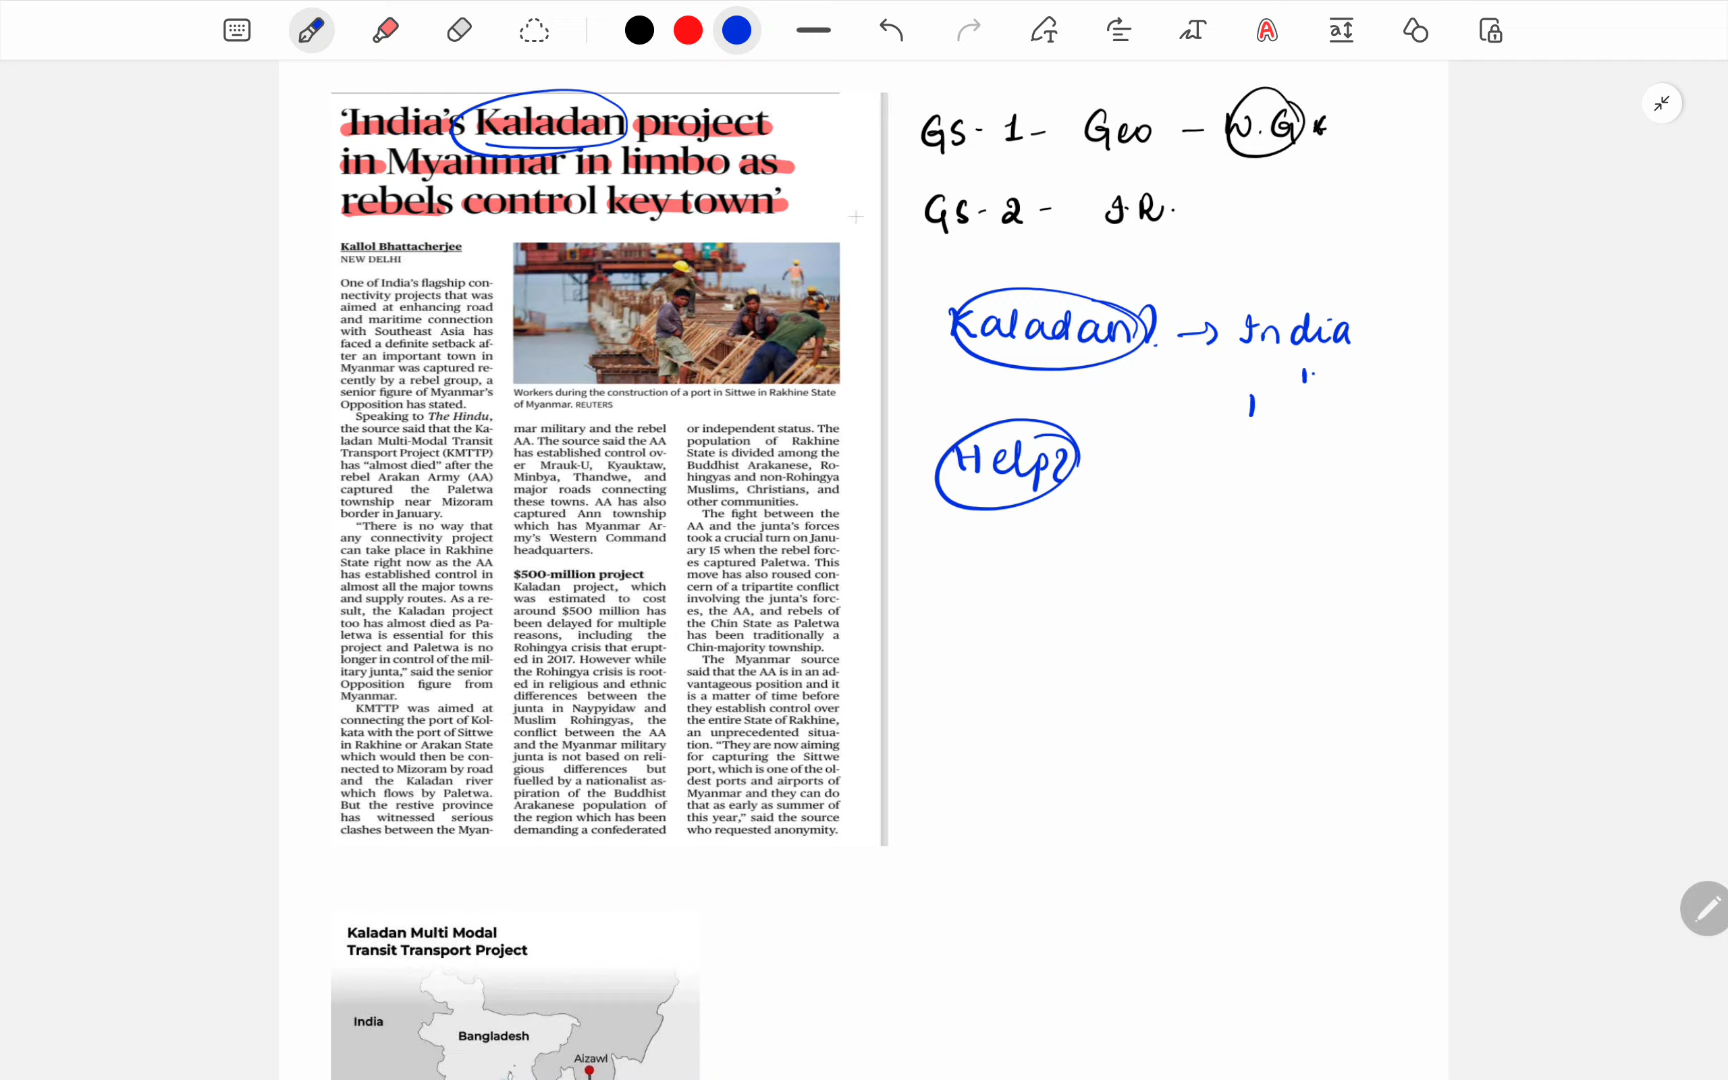 ‘India’s Kaladan project
in Myanmar in limbo as
rebels control key town’
Kallol Bhattacherjee
NEW DELHI
One of India’s flagship con-
nectivity projects that was
aimed at enhancing road
and maritime connection
with Southeast Asia has
faced a definite setback af-
ter an important town in
Myanmar was captured re-
cently by a rebel group, a
senior figure of Myanmar’s
Opposition has stated.
Speaking to The Hindu,
the source said that the Ka-
ladan Multi-Modal Transit
Transport Project (KMTTP)
has “almost died” after the
rebel Arakan Army (AA)
captured the Paletwa
township near Mizoram
border in January.
“There is no way that
any connectivity project
can take place in Rakhine
State right now as the AA
has established control in
almost all the major towns
and supply routes. As a re-
sult, the Kaladan project
too has almost died as Pa-
letwa is essential for this
project and Paletwa is no
longer in control of the mil-
itary junta,” said the senior
Opposition figure from
Myanmar.
KMTTP was aimed at
connecting the port of Kol-
kata with the port of Sittwe
in Rakhine or Arakan State
which would then be con-
nected to Mizoram by road
and the Kaladan river
which flows by Paletwa.
But the restive province
has witnessed serious
clashes between the Myan-
Workers during the construction of a port in Sittwe in Rakhine State
of Myanmar. REUTERS
mar military and the rebel
AA. The source said the AA
has established control ov-
er Mrauk-U, Kyauktaw,
Minbya, Thandwe, and
major roads connecting
these towns. AA has also
captured Ann township
which has Myanmar Ar-
my’s Western Command
headquarters.
$500-million project
Kaladan project, which
was estimated to cost
around $500 million has
been delayed for multiple
reasons, including the
Rohingya crisis that erupt-
ed in 2017. However while
the Rohingya crisis is root-
ed in religious and ethnic
differences between the
junta in Naypyidaw and
Muslim Rohingyas, the
conflict between the AA
and the Myanmar military
junta is not based on reli-
gious differences but
fuelled by a nationalist as-
piration of the Buddhist
Arakanese population of
the region which has been
demanding a confederated
or independent status. The
population of Rakhine
State is divided among the
Buddhist Arakanese, Ro-
hingyas and non-Rohingya
Muslims, Christians, and
other communities.
The fight between the
AA and the junta’s forces
took a crucial turn on Janu-
ary 15 when the rebel forc-
es captured Paletwa. This
move has also roused con-
cern of a tripartite conflict
involving the junta’s forc-
es, the AA, and rebels of
the Chin State as Paletwa
has been traditionally a
Chin-majority township.
The Myanmar source
said that the AA is in an ad-
vantageous position and it
is a matter of time before
they establish control over
the entire State of Rakhine,
an unprecedented situa-
tion. “They are now aiming
for capturing the Sittwe
port, which is one of the ol-
dest ports and airports of
Myanmar and they can do
that as early as summer of
this year,” said the source
who requested anonymity.
GS-1- Geo - W.G
GS-2- I.R.
Kaladan? → India
Help?
Kaladan Multi Modal
Transit Transport Project
India
Bangladesh
Aizawl